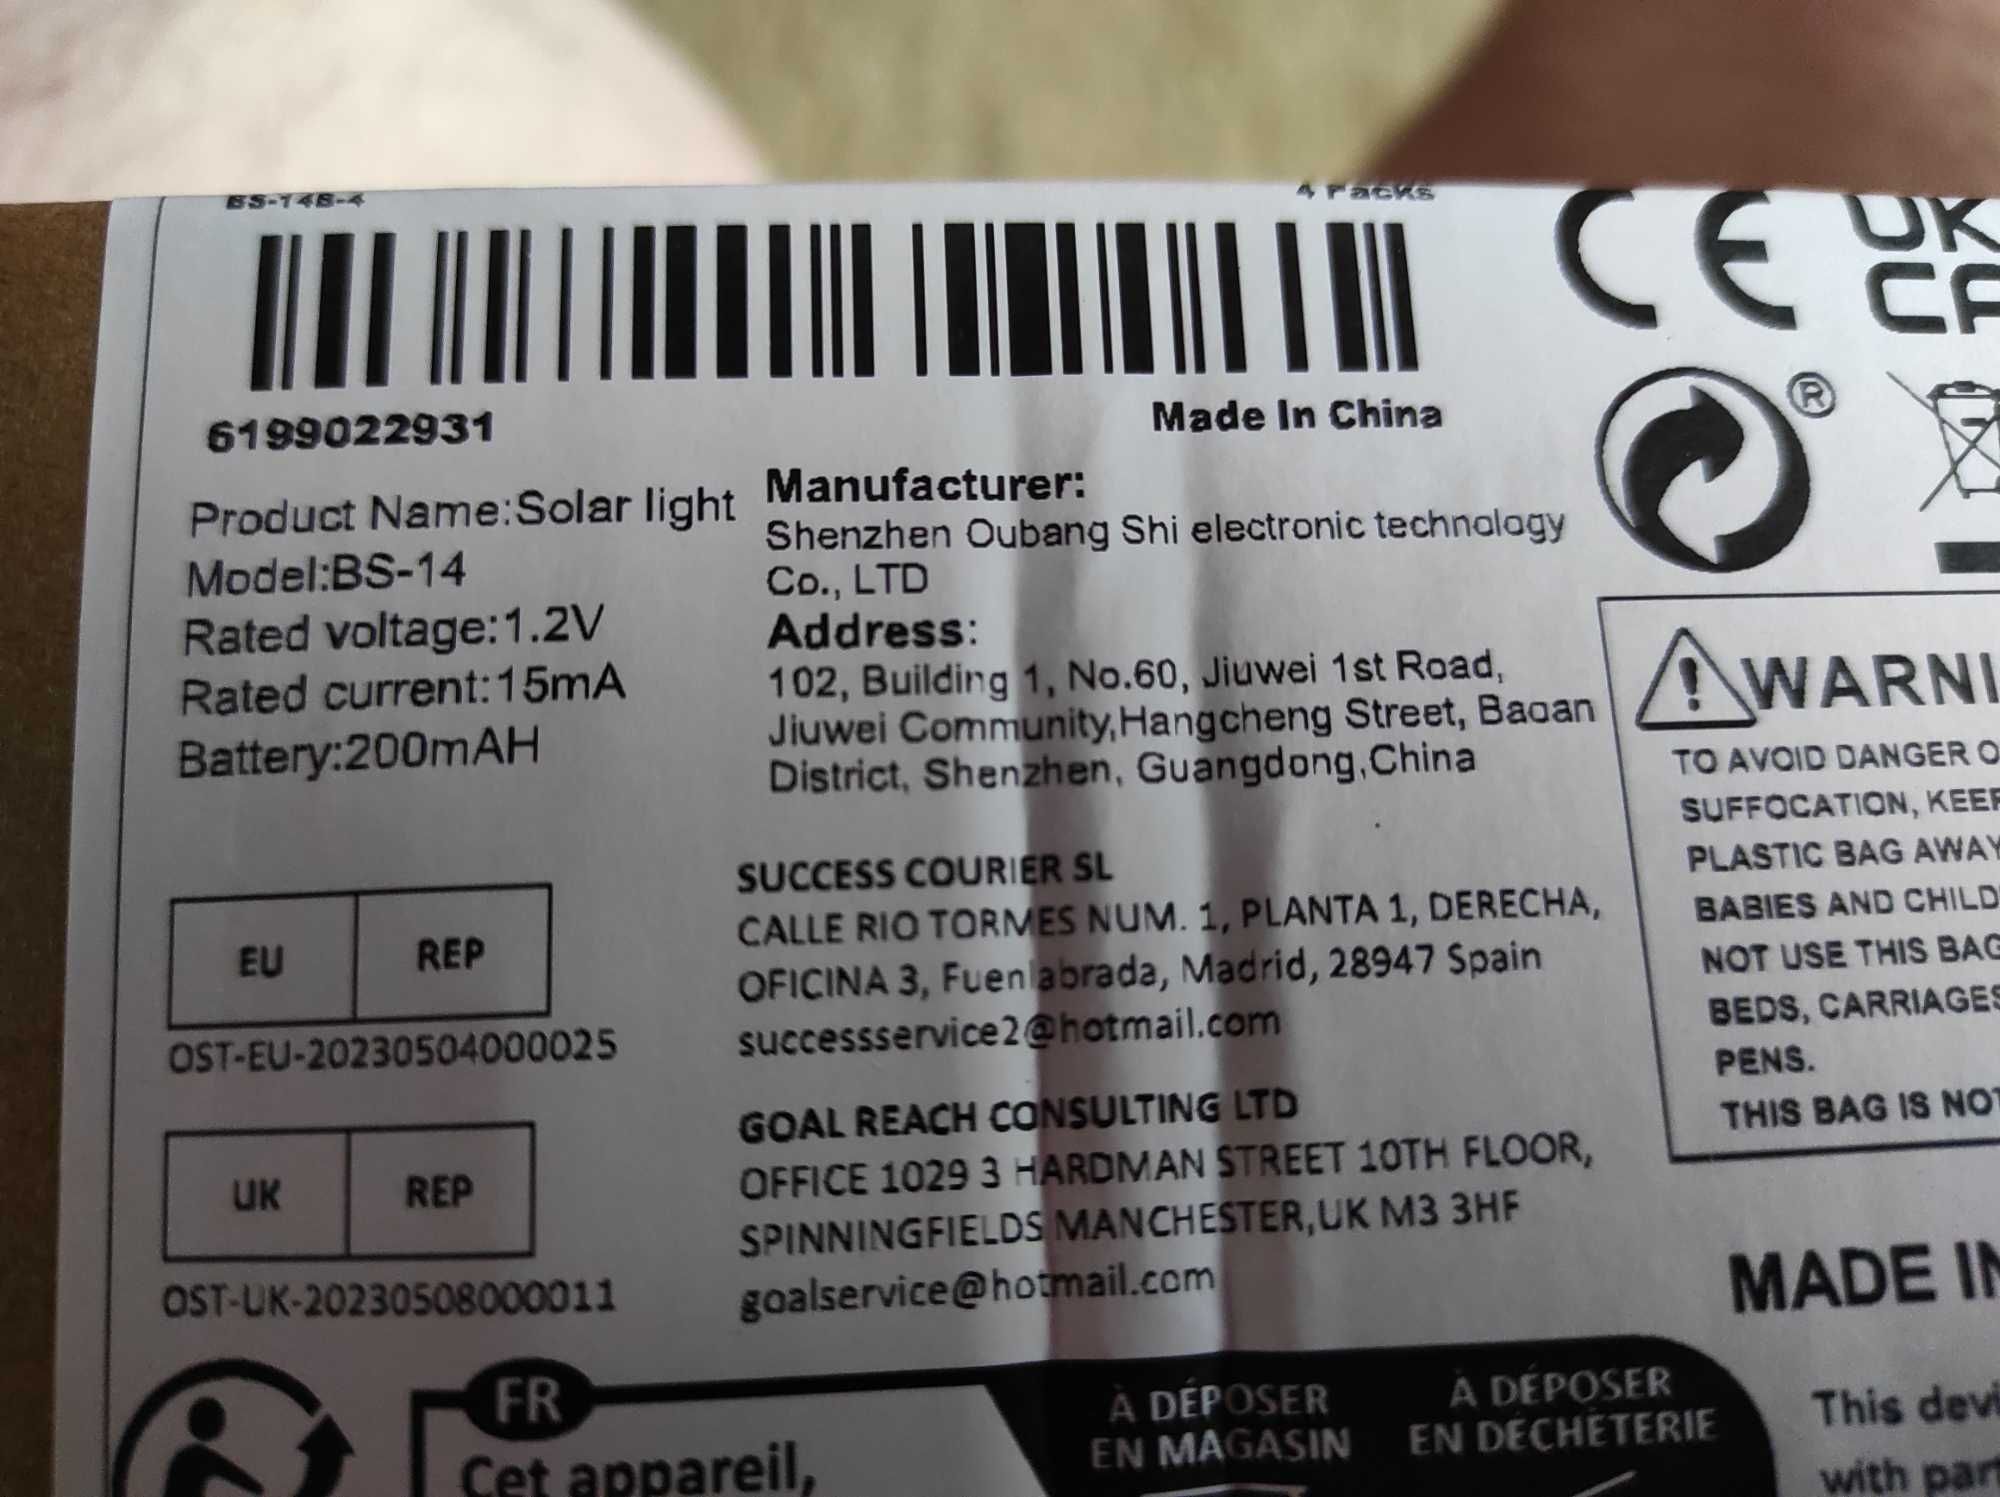 BS-14B-4
4 Packs
CE
UK
CA
6199022931
Made In China
®
Product Name:Solar light
Model:BS-14
Rated voltage:1.2V
Rated current:15mA
Battery:200mAH
Manufacturer:
Shenzhen Oubang Shi electronic technology
Co., LTD
Address:
102, Building 1, No.60, Jiuwei 1st Road,
Jiuwei Community,Hangcheng Street, Baoan
District, Shenzhen, Guangdong,China
WARNI
TO AVOID DANGER O
SUFFOCATION, KEEP
PLASTIC BAG AWAY
BABIES AND CHILD
NOT USE THIS BAG
BEDS, CARRIAGES
PENS.
THIS BAG IS NOT
EU REP
OST-EU-20230504000025
SUCCESS COURIER SL
CALLE RIO TORMES NUM. 1, PLANTA 1, DERECHA,
OFICINA 3, Fuenlabrada, Madrid, 28947 Spain
successservice2@hotmail.com
UK REP
OST-UK-20230508000011
GOAL REACH CONSULTING LTD
OFFICE 1029 3 HARDMAN STREET 10TH FLOOR,
SPINNINGFIELDS MANCHESTER,UK M3 3HF
goalservice@hotmail.com
MADE IN
This devi
with par
FR
Cet appareil,
À DÉPOSER
EN MAGASIN
À DÉPOSER
EN DÉCHÈTERIE